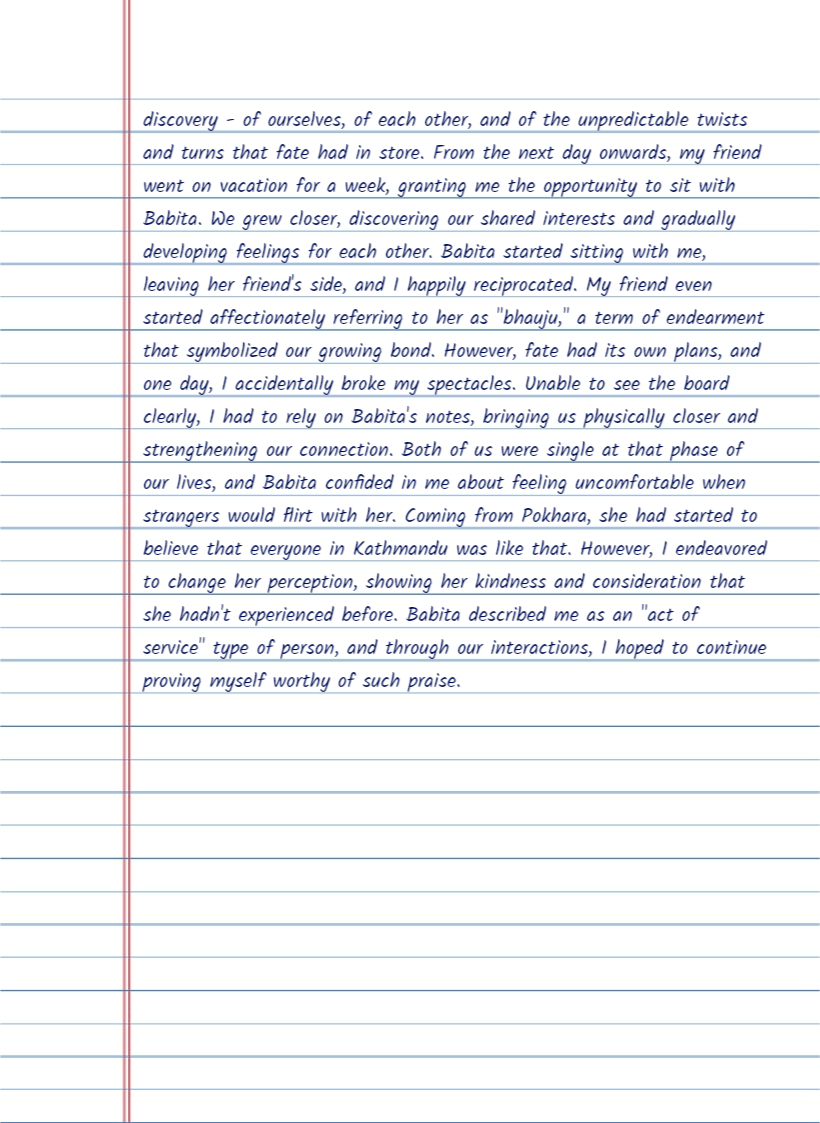 discovery - of ourselves, of each other, and of the unpredictable twists
and turns that fate had in store. From the next day onwards, my friend
went on vacation for a week, granting me the opportunity to sit with
Babita. We grew closer, discovering our shared interests and gradually
developing feelings for each other. Babita started sitting with me,
leaving her friend's side, and I happily reciprocated. My friend even
started affectionately referring to her as "bhauju," a term of endearment
that symbolized our growing bond. However, fate had its own plans, and
one day, I accidentally broke my spectacles. Unable to see the board
clearly, I had to rely on Babita's notes, bringing us physically closer and
strengthening our connection. Both of us were single at that phase of
our lives, and Babita confided in me about feeling uncomfortable when
strangers would flirt with her. Coming from Pokhara, she had started to
believe that everyone in Kathmandu was like that. However, I endeavored
to change her perception, showing her kindness and consideration that
she hadn't experienced before. Babita described me as an "act of
service" type of person, and through our interactions, I hoped to continue
proving myself worthy of such praise.